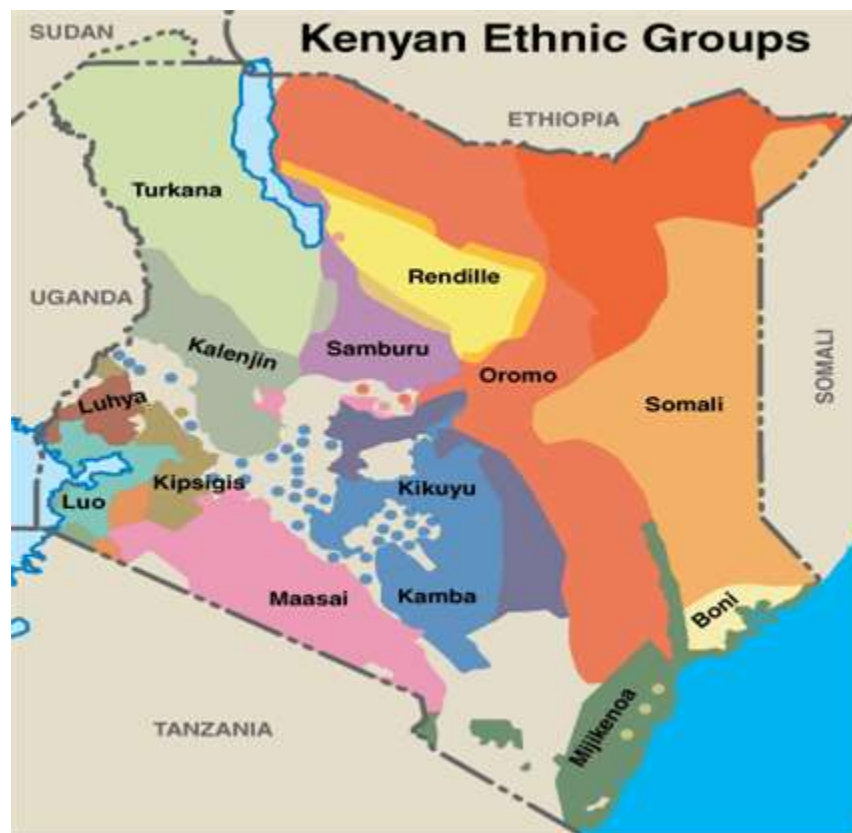 SUDAN
Kenyan Ethnic Groups
ETHIOPIA
Turkana
Rendille
UGANDA
Kalenjin
Samburu
Oromo
SOMALI
Luhya
Somali
Kipsigis
Kikuyu
Luo
Maasai
Kamba
Boni
TANZANIA
Mijikenoa